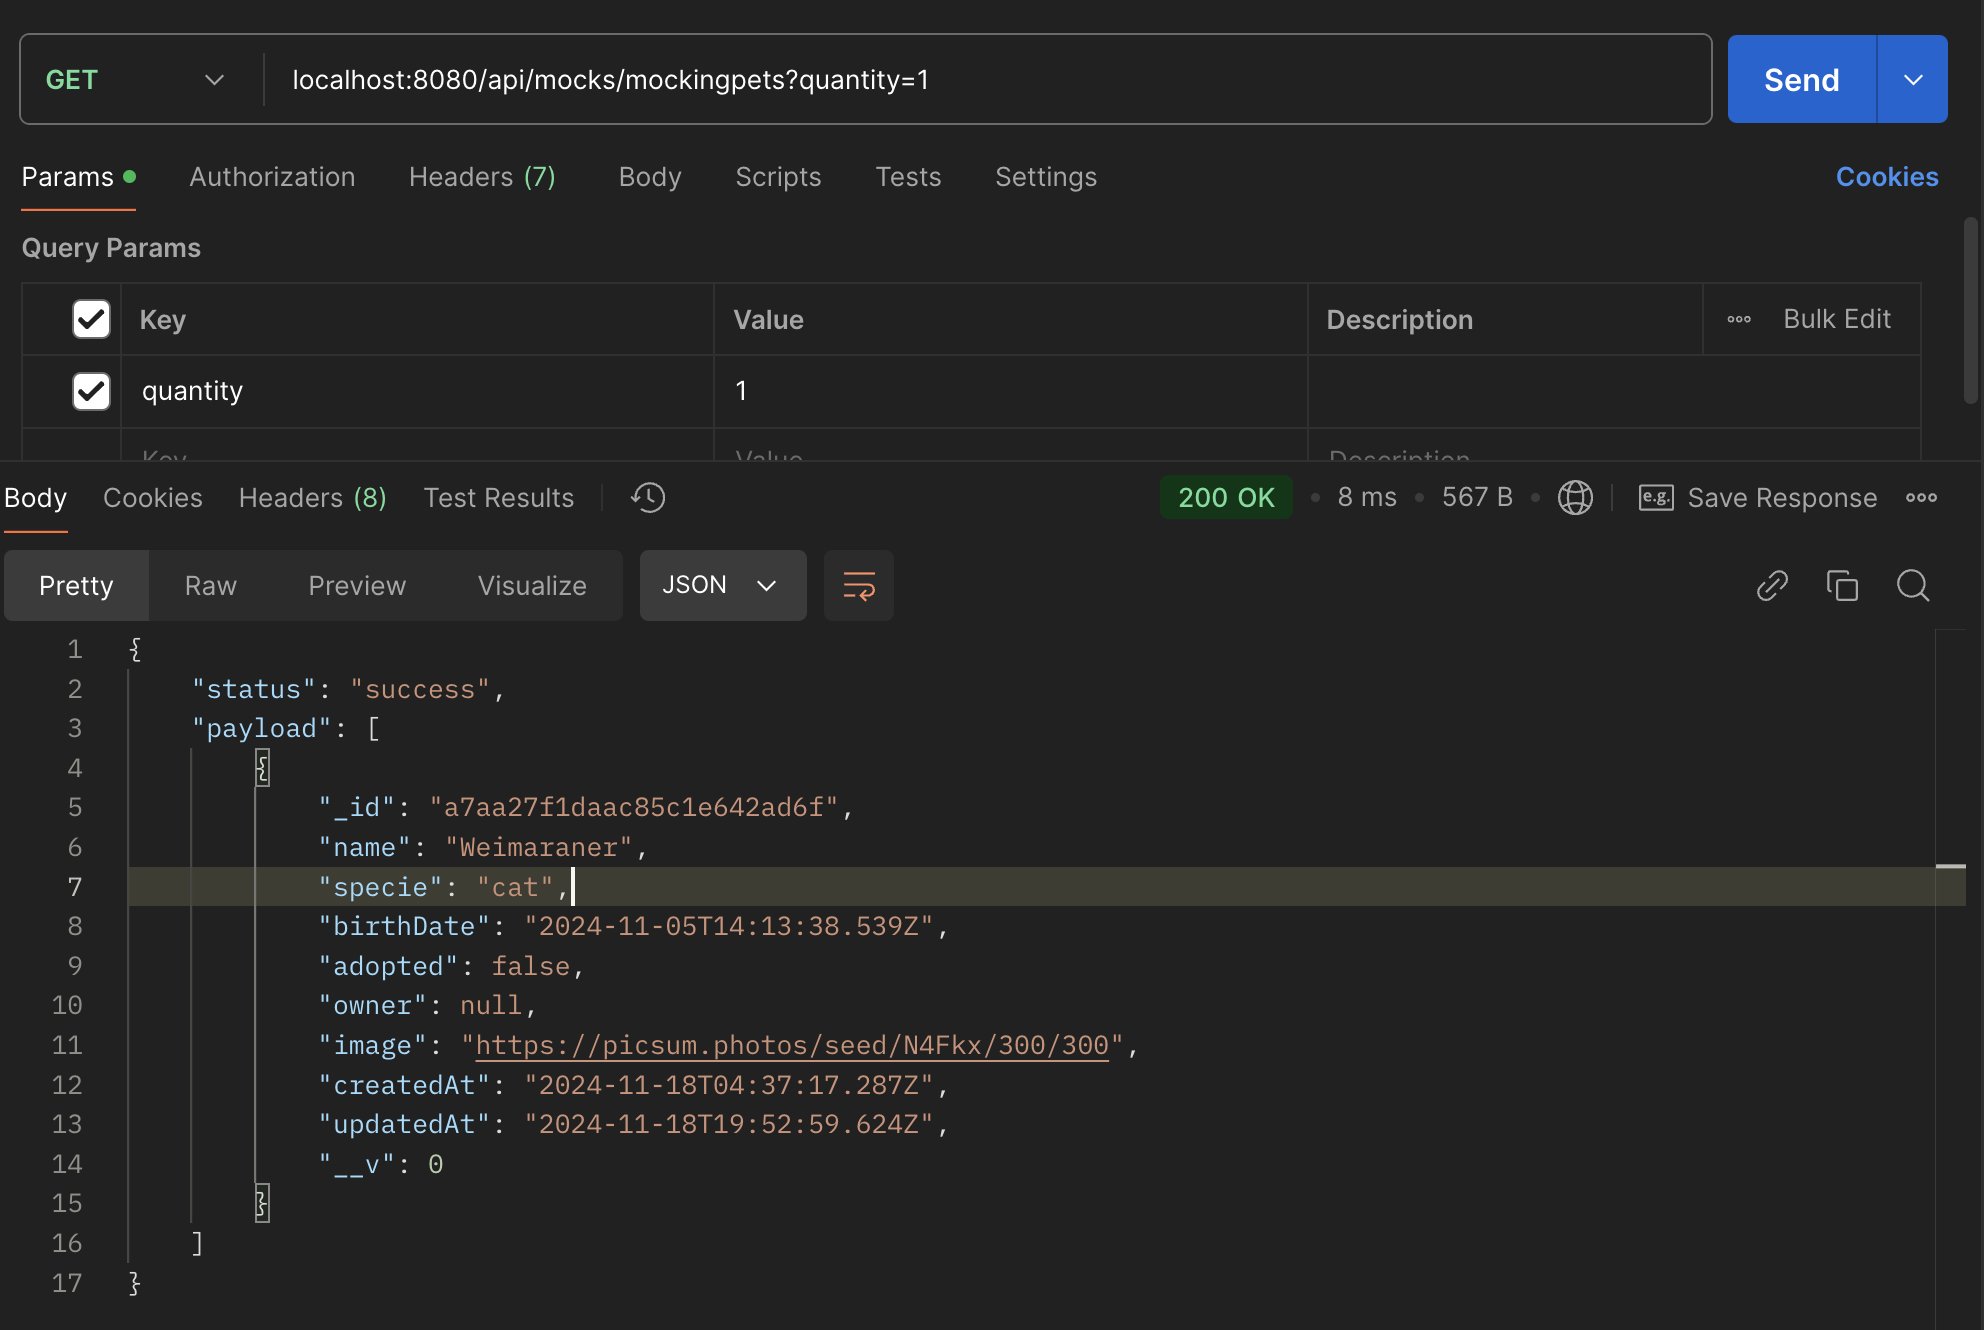 GET localhost:8080/api/mocks/mockingpets?quantity=1 Send
Params Authorization Headers (7) Body Scripts Tests Settings Cookies
Query Params
Key Value Description Bulk Edit
quantity 1
Key Value Description
Body Cookies Headers (8) Test Results 200 OK 8 ms 567 B e.g. Save Response
Pretty Raw Preview Visualize JSON
1 {
2 "status": "success",
3 "payload": [
4 {
5 "_id": "a7aa27f1daac85c1e642ad6f",
6 "name": "Weimaraner",
7 "specie": "cat",
8 "birthDate": "2024-11-05T14:13:38.539Z",
9 "adopted": false,
10 "owner": null,
11 "image": "https://picsum.photos/seed/N4Fkx/300/300",
12 "createdAt": "2024-11-18T04:37:17.287Z",
13 "updatedAt": "2024-11-18T19:52:59.624Z",
14 "__v": 0
15 }
16 ]
17 }